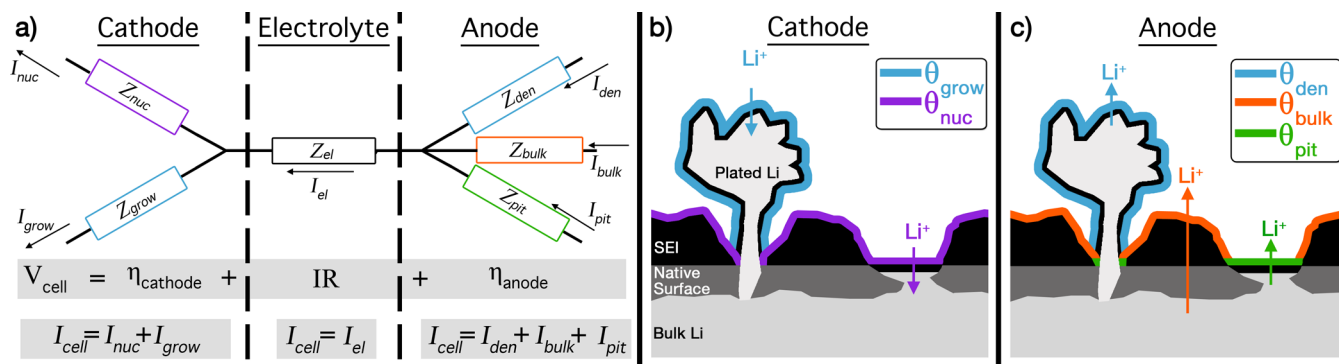 a)
Cathode
Electrolyte
Anode
I_nuc
Z_nuc
Z_grow
I_grow
Z_el
I_el
Z_den
I_den
Z_bulk
I_bulk
Z_pit
I_pit
V_cell = η_cathode + IR + η_anode
I_cell = I_nuc + I_grow
I_cell = I_el
I_cell = I_den + I_bulk + I_pit
b)
Cathode
Li⁺
θ_grow
θ_nuc
Plated Li
Li⁺
SEI
Native
Surface
Bulk Li
c)
Anode
Li⁺
θ_den
θ_bulk
θ_pit
Li⁺
Li⁺